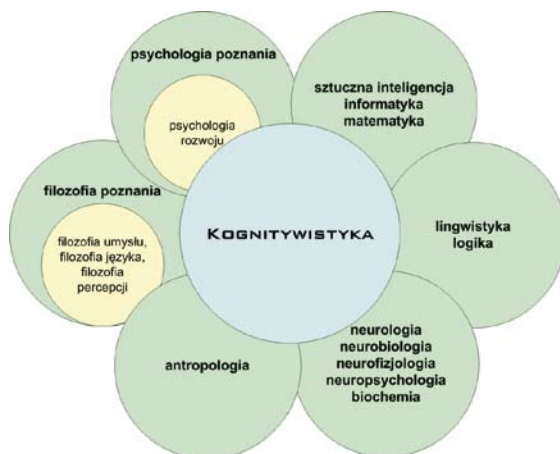 psychologia poznania
psychologia
rozwoju
sztuczna inteligencja
informatyka
matematyka
filozofia poznania
filozofia umysłu,
filozofia języka,
filozofia
percepcji
KOGNITYWISTYKA
lingwistyka
logika
antropologia
neurologia
neurobiologia
neurofizjologia
neuropsychologia
biochemia